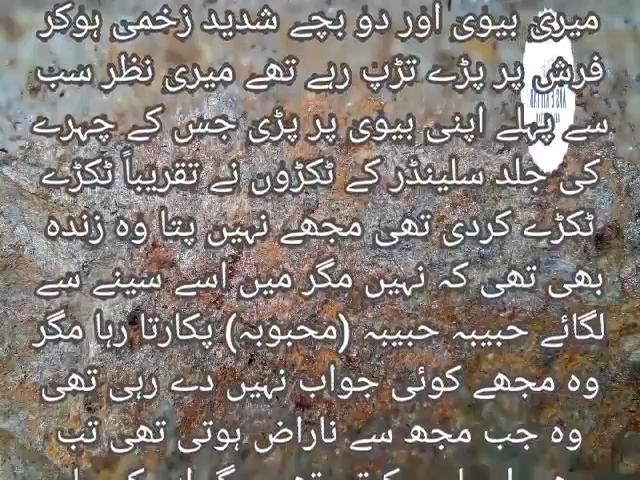 میری بیوی اور دو بچے شدید زخمی ہوکر
فرش پر پڑے تڑپ رہے تھے میری نظر سب
سے پہلے اپنی بیوی پر پڑی جس کے چہرے
کی جلد سلینڈر کے ٹکڑوں نے تقریباً ٹکڑے
ٹکڑے کردی تھی مجھے نہیں پتا وہ زندہ
بھی تھی کہ نہیں مگر میں اسے سینے سے
لگائے حبیبہ حبیبہ (محبوبہ) پکارتا رہا مگر
وہ مجھے کوئی جواب نہیں دے رہی تھی
وہ جب مجھ سے ناراض ہوتی تھی تب